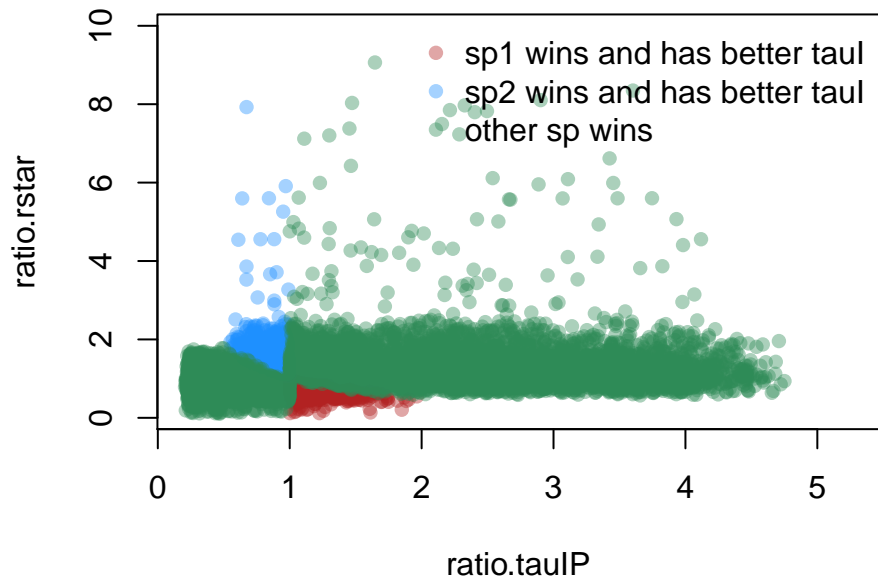 10
8
6
4
2
0
ratio.rstar
sp1 wins and has better tauI
sp2 wins and has better tauI
other sp wins
0 1 2 3 4 5
ratio.tauIP